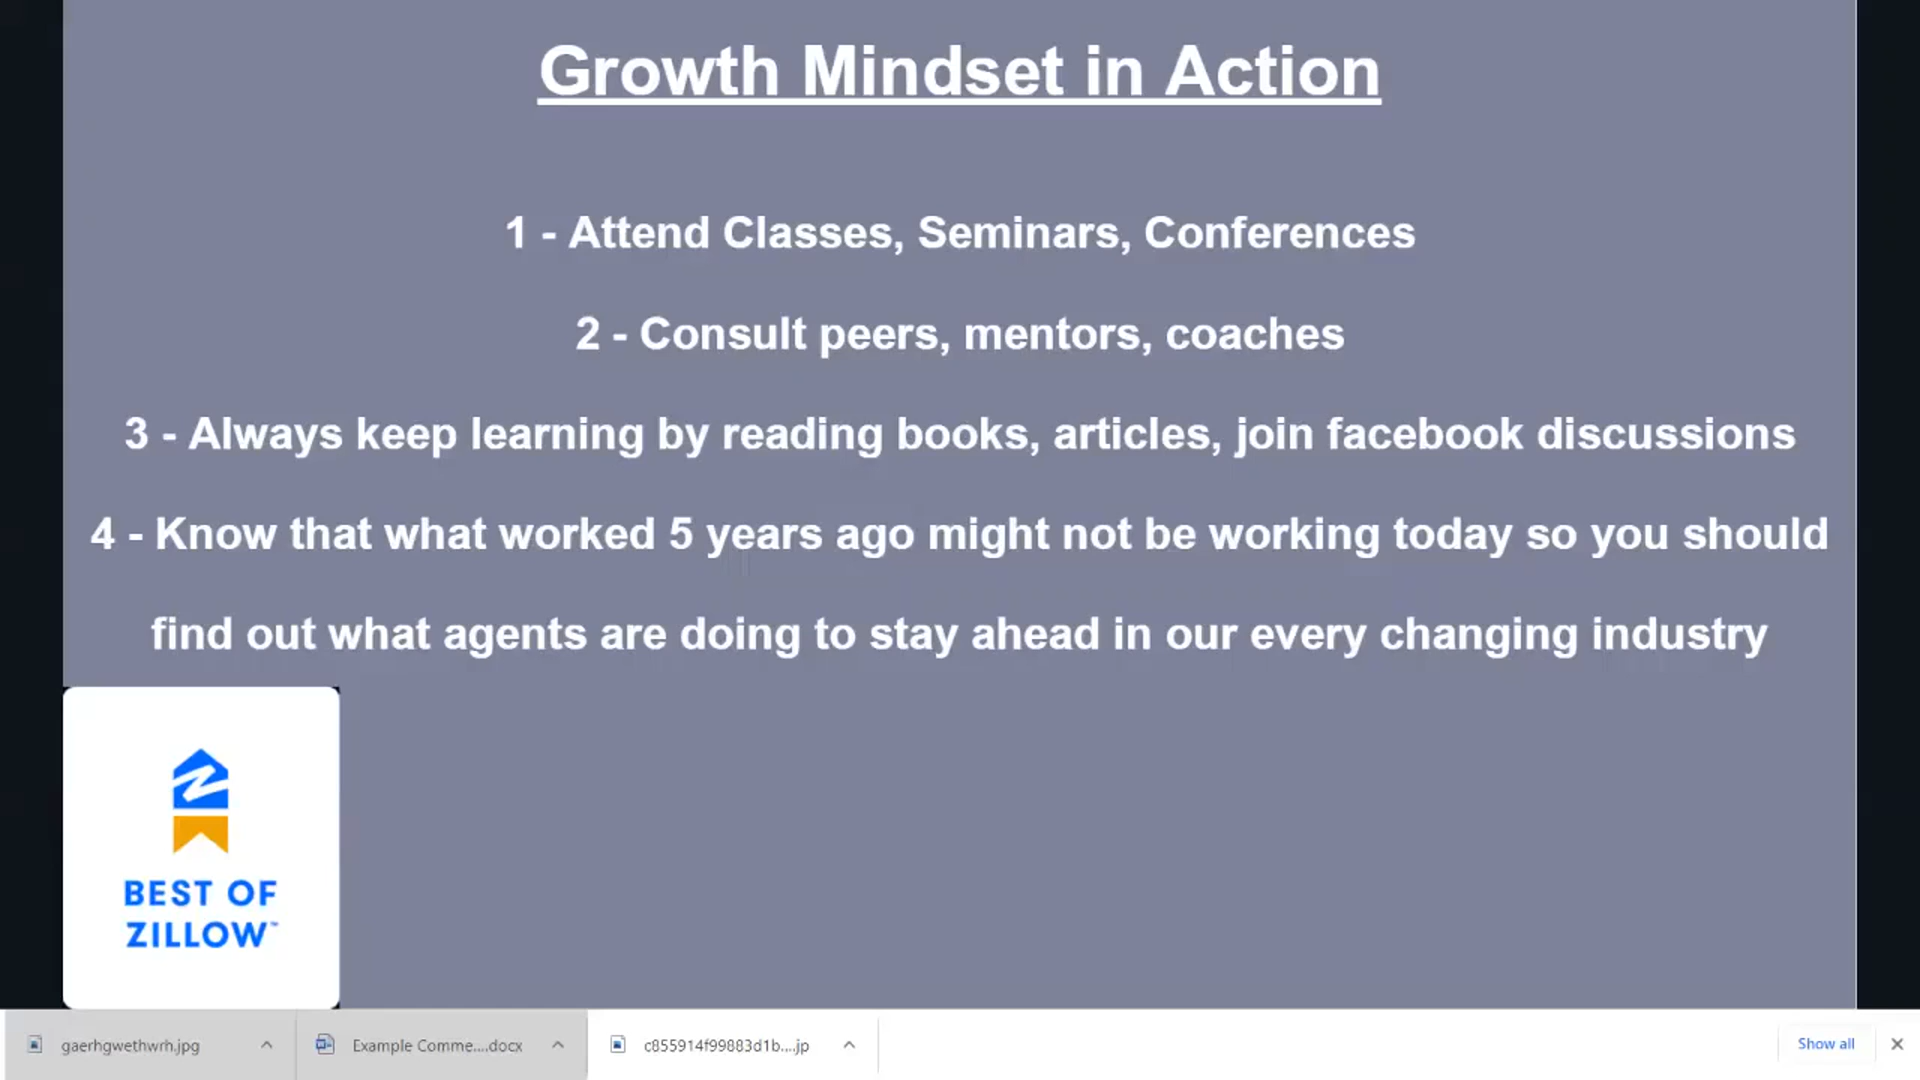 Growth Mindset in Action
1 - Attend Classes, Seminars, Conferences
2 - Consult peers, mentors, coaches
3 - Always keep learning by reading books, articles, join facebook discussions
4 - Know that what worked 5 years ago might not be working today so you should
find out what agents are doing to stay ahead in our every changing industry
BEST OF
ZILLOW™
gaerhgwethwrh.jpg
Example Comme....docx
c855914f99883d1b....jp
Show all